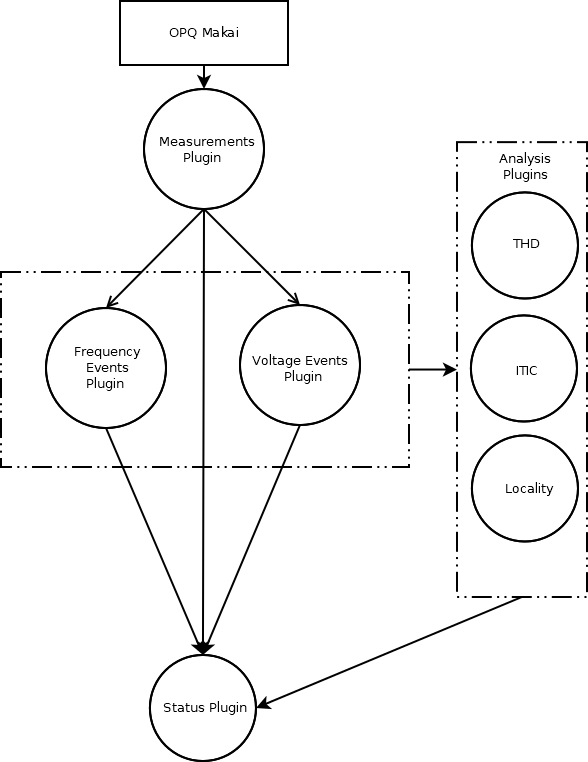 OPQ Makai
Measurements
Plugin
Analysis
Plugins
THD
Frequency
Events
Plugin
Voltage Events
Plugin
ITIC
Locality
Status Plugin